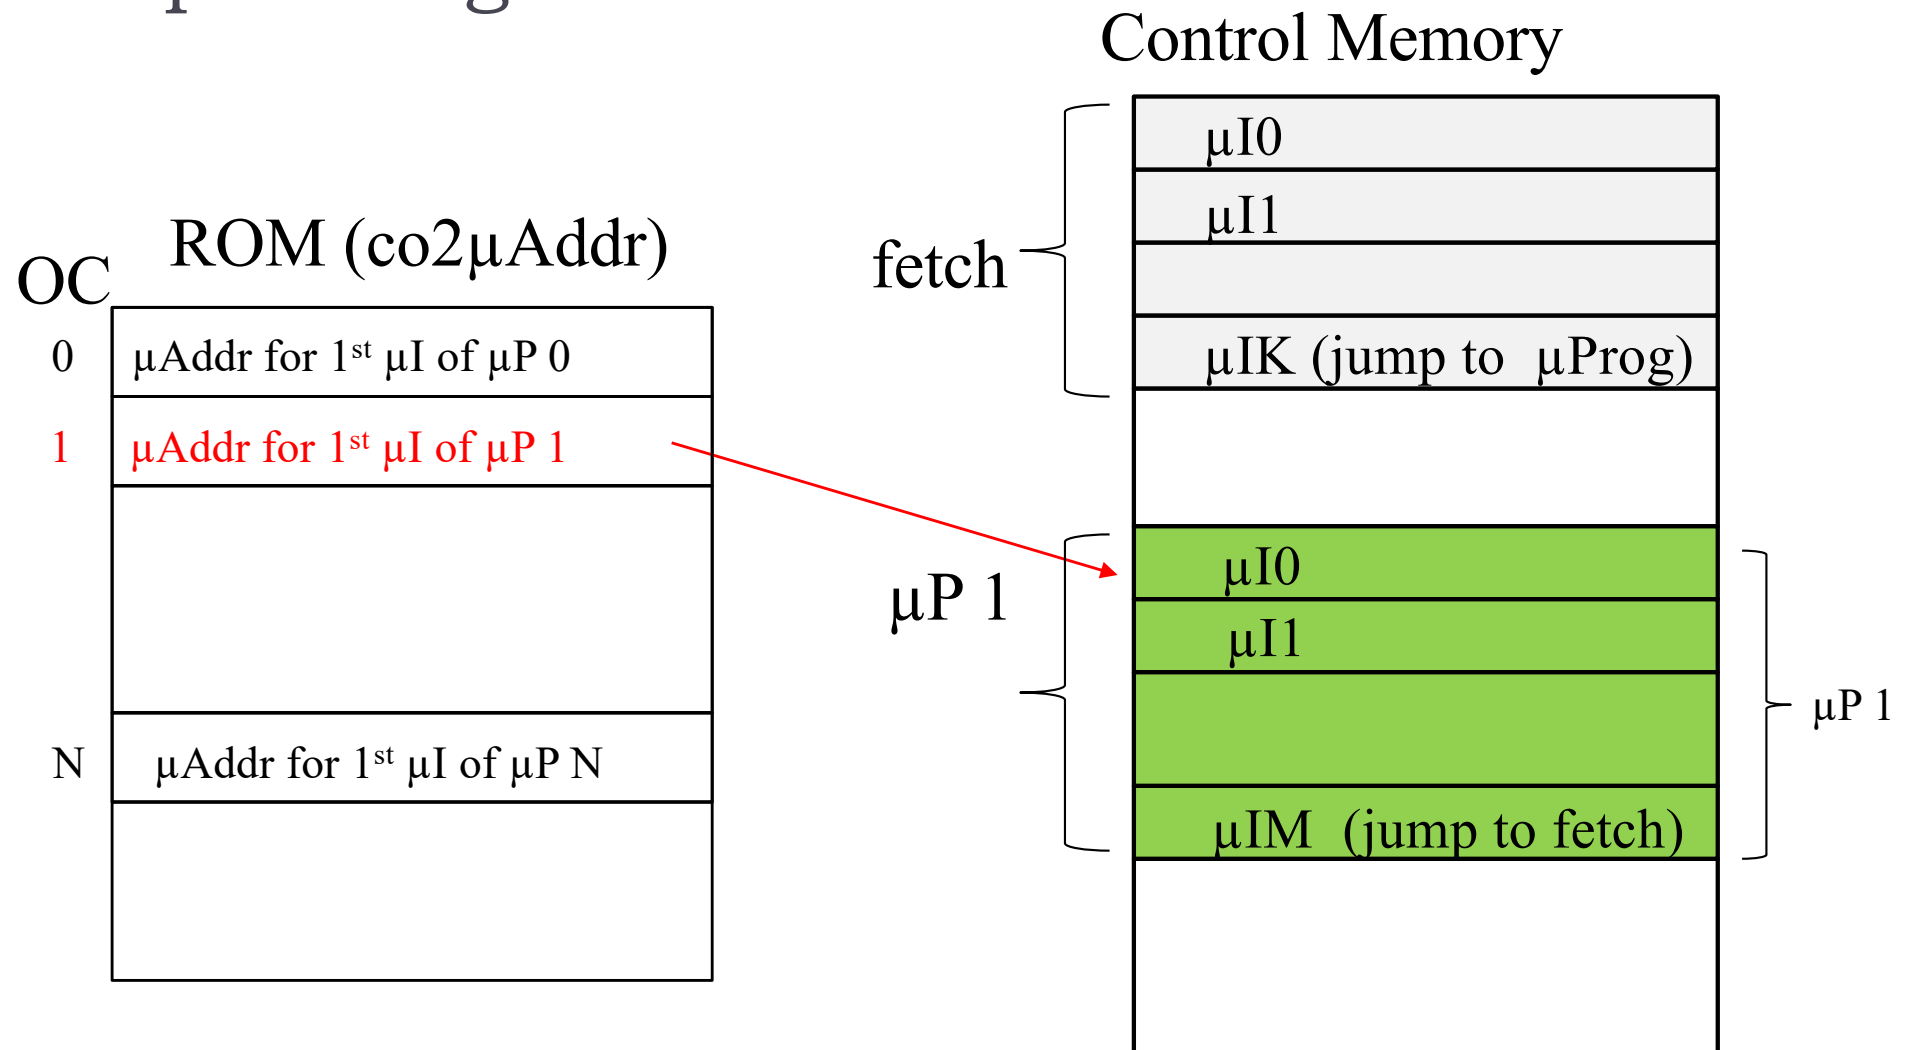 Control Memory
µI0
µI1
fetch
µIK (jump to µProg)
ROM (co2µAddr)
OC
0 µAddr for 1st µI of µP 0
1 µAddr for 1st µI of µP 1
N µAddr for 1st µI of µP N
µP 1
µI0
µI1
µIM (jump to fetch)
µP 1